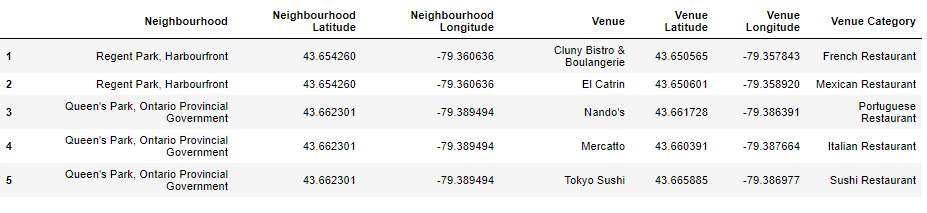 Neighbourhood Neighbourhood Latitude Neighbourhood Longitude Venue Venue Latitude Venue Longitude Venue Category
1 Regent Park, Harbourfront 43.654260 -79.360636 Cluny Bistro & Boulangerie 43.650565 -79.357843 French Restaurant
2 Regent Park, Harbourfront 43.654260 -79.360636 El Catrin 43.650601 -79.358920 Mexican Restaurant
3 Queen's Park, Ontario Provincial Government 43.662301 -79.389494 Nando's 43.661728 -79.386391 Portuguese Restaurant
4 Queen's Park, Ontario Provincial Government 43.662301 -79.389494 Mercatto 43.660391 -79.387664 Italian Restaurant
5 Queen's Park, Ontario Provincial Government 43.662301 -79.389494 Tokyo Sushi 43.665885 -79.386977 Sushi Restaurant